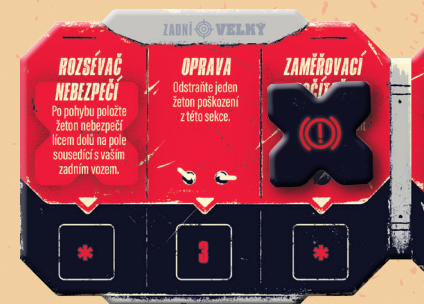 ZADNÍ VELKÝ
ROZSÉVAČ
NEBEZPEČÍ
Po pohybu položte
žeton nebezpečí
lícem dolů na pole
sousedící s vaším
zadním vozem.
*
OPRAVA
Odstraňte jeden
žeton poškození
z této sekce.
3
ZAMĚŘOVACÍ
*